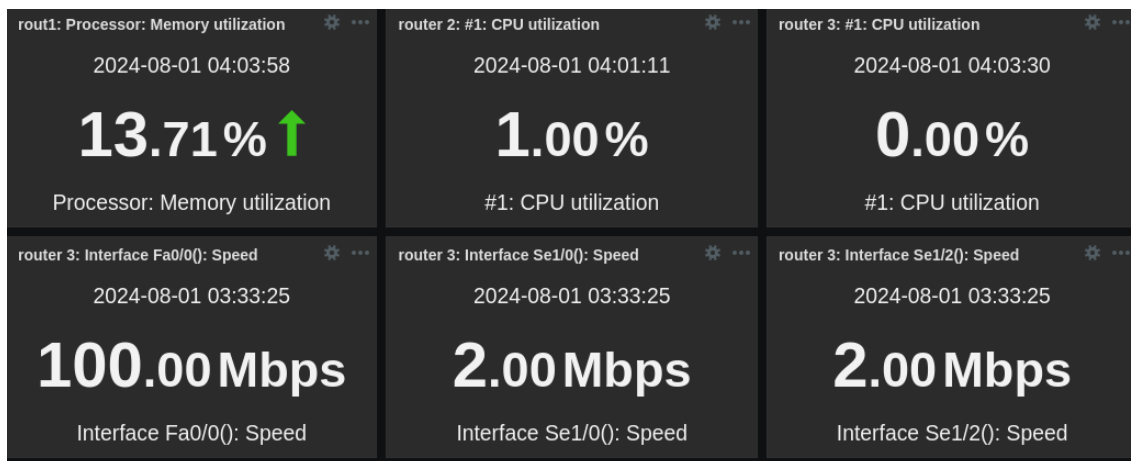 rout1: Processor: Memory utilization
2024-08-01 04:03:58
13.71 %
Processor: Memory utilization
router 2: #1: CPU utilization
2024-08-01 04:01:11
1.00 %
#1: CPU utilization
router 3: #1: CPU utilization
2024-08-01 04:03:30
0.00 %
#1: CPU utilization
router 3: Interface Fa0/0(): Speed
2024-08-01 03:33:25
100.00 Mbps
Interface Fa0/0(): Speed
router 3: Interface Se1/0(): Speed
2024-08-01 03:33:25
2.00 Mbps
Interface Se1/0(): Speed
router 3: Interface Se1/2(): Speed
2024-08-01 03:33:25
2.00 Mbps
Interface Se1/2(): Speed